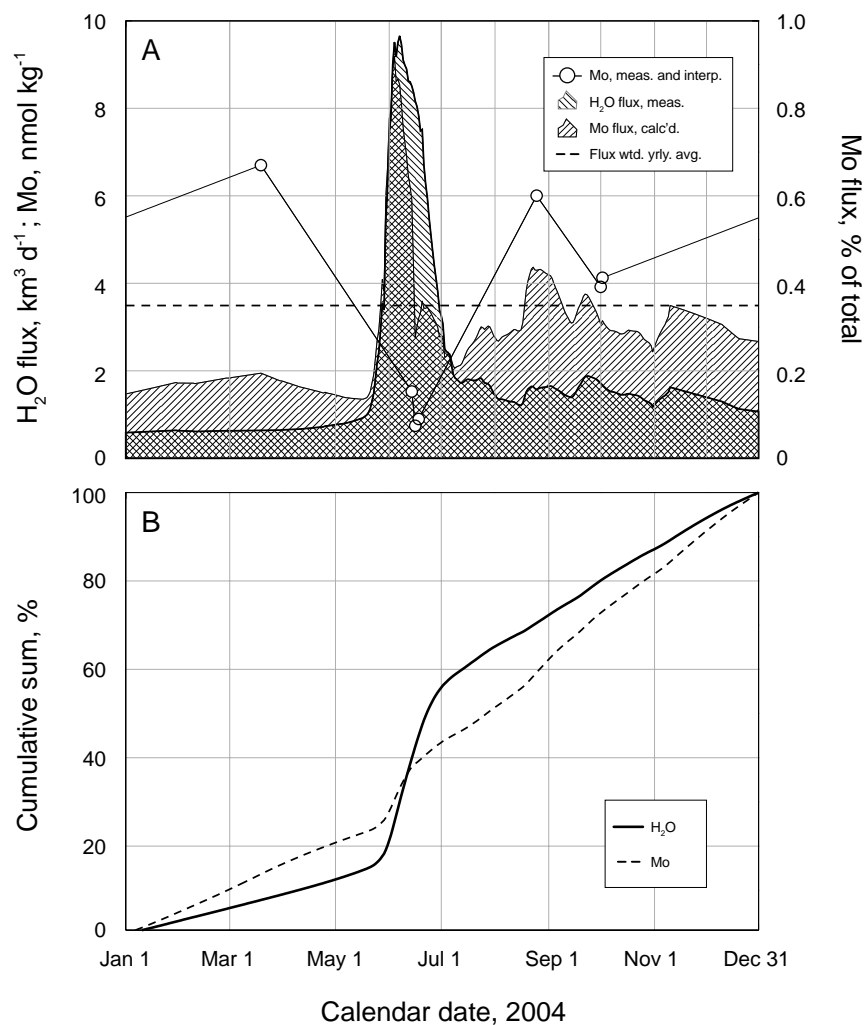 A
10
8
6
4
2
0
H₂O flux, km³ d⁻¹ ; Mo, nmol kg⁻¹
1.0
0.8
0.6
0.4
0.2
0
Mo flux, % of total
Mo, meas. and interp.
H₂O flux, meas.
Mo flux, calc'd.
Flux wtd. yrly. avg.
B
100
80
60
40
20
0
Cumulative sum, %
H₂O
Mo
Jan 1 Mar 1 May 1 Jul 1 Sep 1 Nov 1 Dec 31
Calendar date, 2004